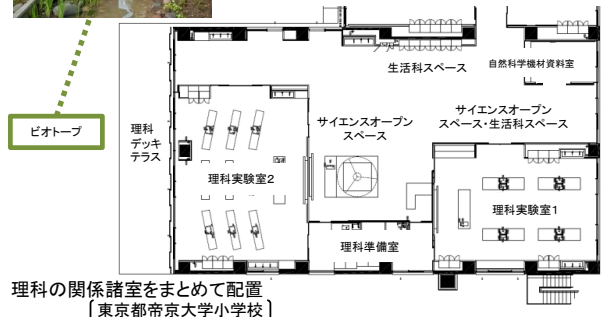 生活科スペース
自然科学機材資料室
ビオトープ
理科
デッキ
テラス
サイエンスオープン
スペース
サイエンスオープン
スペース・生活科スペース
理科実験室2
理科実験室1
理科準備室
理科の関係諸室をまとめて配置
〔東京都帝京大学小学校〕